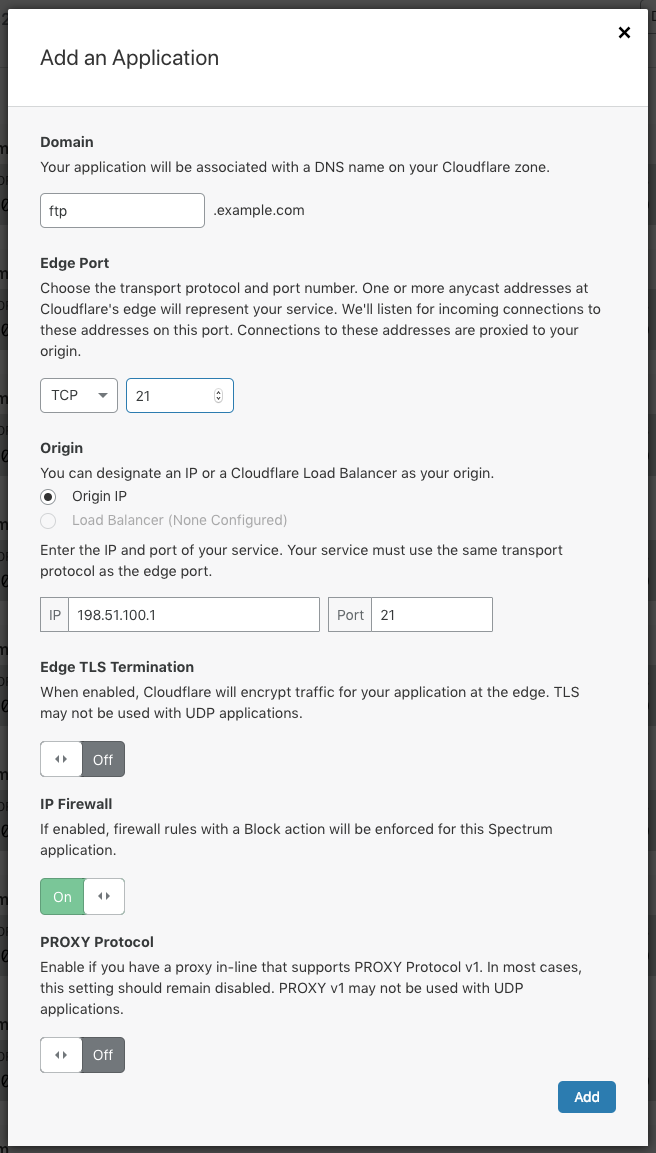 Add an Application
Domain
Your application will be associated with a DNS name on your Cloudflare zone.
ftp .example.com
Edge Port
Choose the transport protocol and port number. One or more anycast addresses at
Cloudflare's edge will represent your service. We'll listen for incoming connections to
these addresses on this port. Connections to these addresses are proxied to your
origin.
TCP 21
Origin
You can designate an IP or a Cloudflare Load Balancer as your origin.
Origin IP
Load Balancer (None Configured)
Enter the IP and port of your service. Your service must use the same transport
protocol as the edge port.
IP 198.51.100.1 Port 21
Edge TLS Termination
When enabled, Cloudflare will encrypt traffic for your application at the edge. TLS
may not be used with UDP applications.
Off
IP Firewall
If enabled, firewall rules with a Block action will be enforced for this Spectrum
application.
On
PROXY Protocol
Enable if you have a proxy in-line that supports PROXY Protocol v1. In most cases,
this setting should remain disabled. PROXY v1 may not be used with UDP
applications.
Off
Add